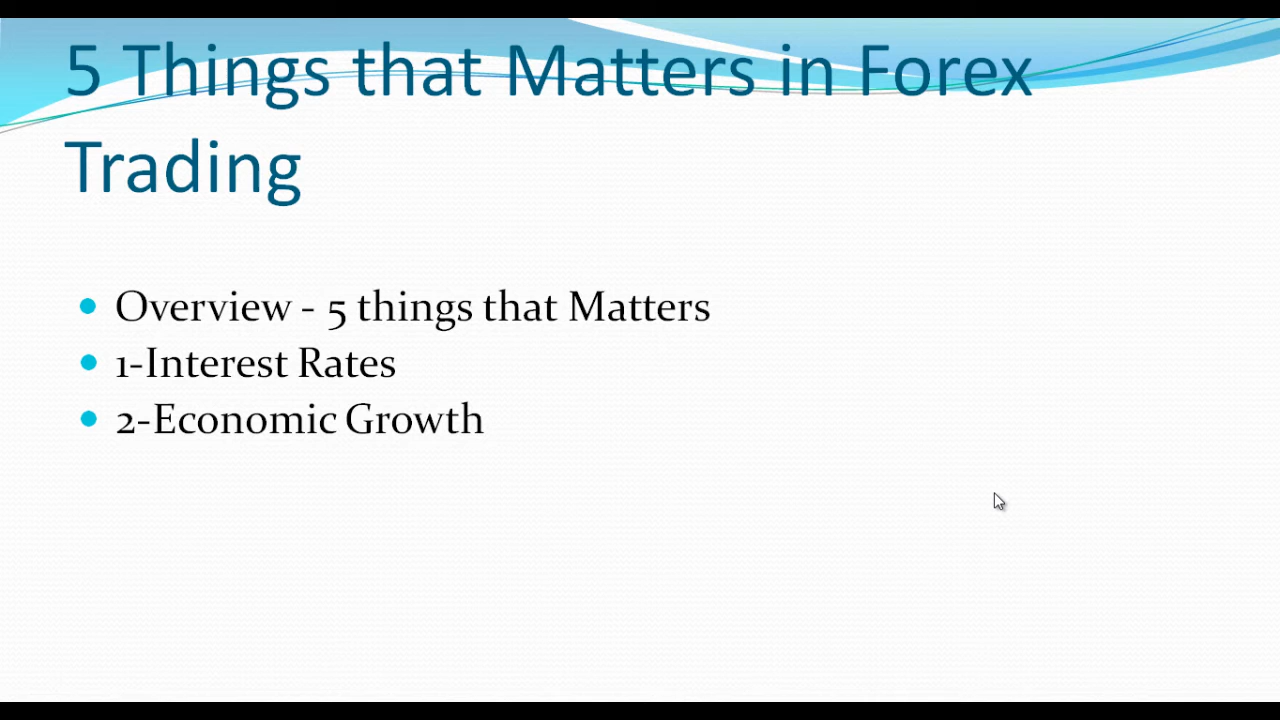 5 Things that Matters in Forex
Trading
Overview - 5 things that Matters
1-Interest Rates
2-Economic Growth